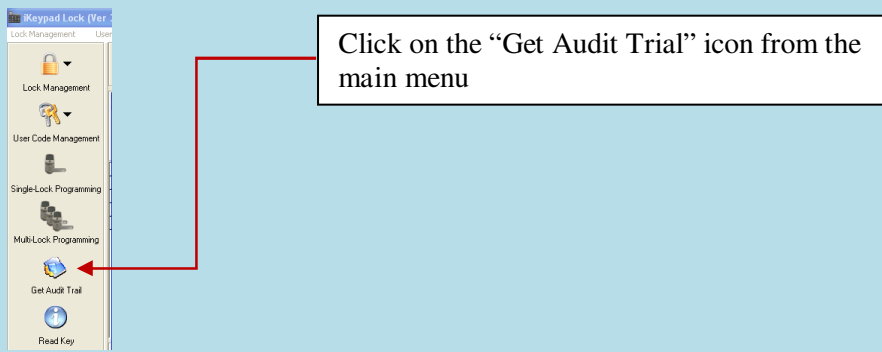 iKeypad Lock (Ver
Lock Management User
Lock Management
User Code Management
Single-Lock Programming
Multi-Lock Programming
Get Audit Trail
Read Key
Click on the “Get Audit Trial” icon from the
main menu